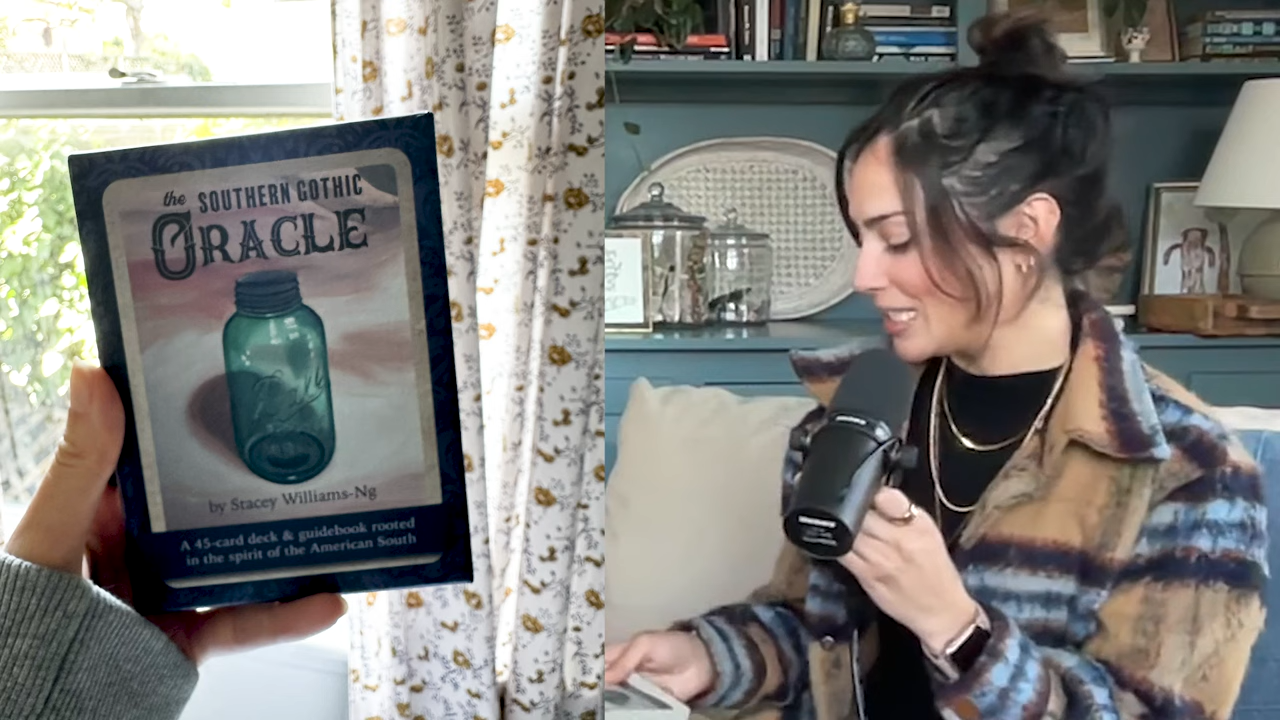 the SOUTHERN GOTHIC
ORACLE
by Stacey Williams-Ng
A 45-card deck & guidebook rooted
in the spirit of the American South